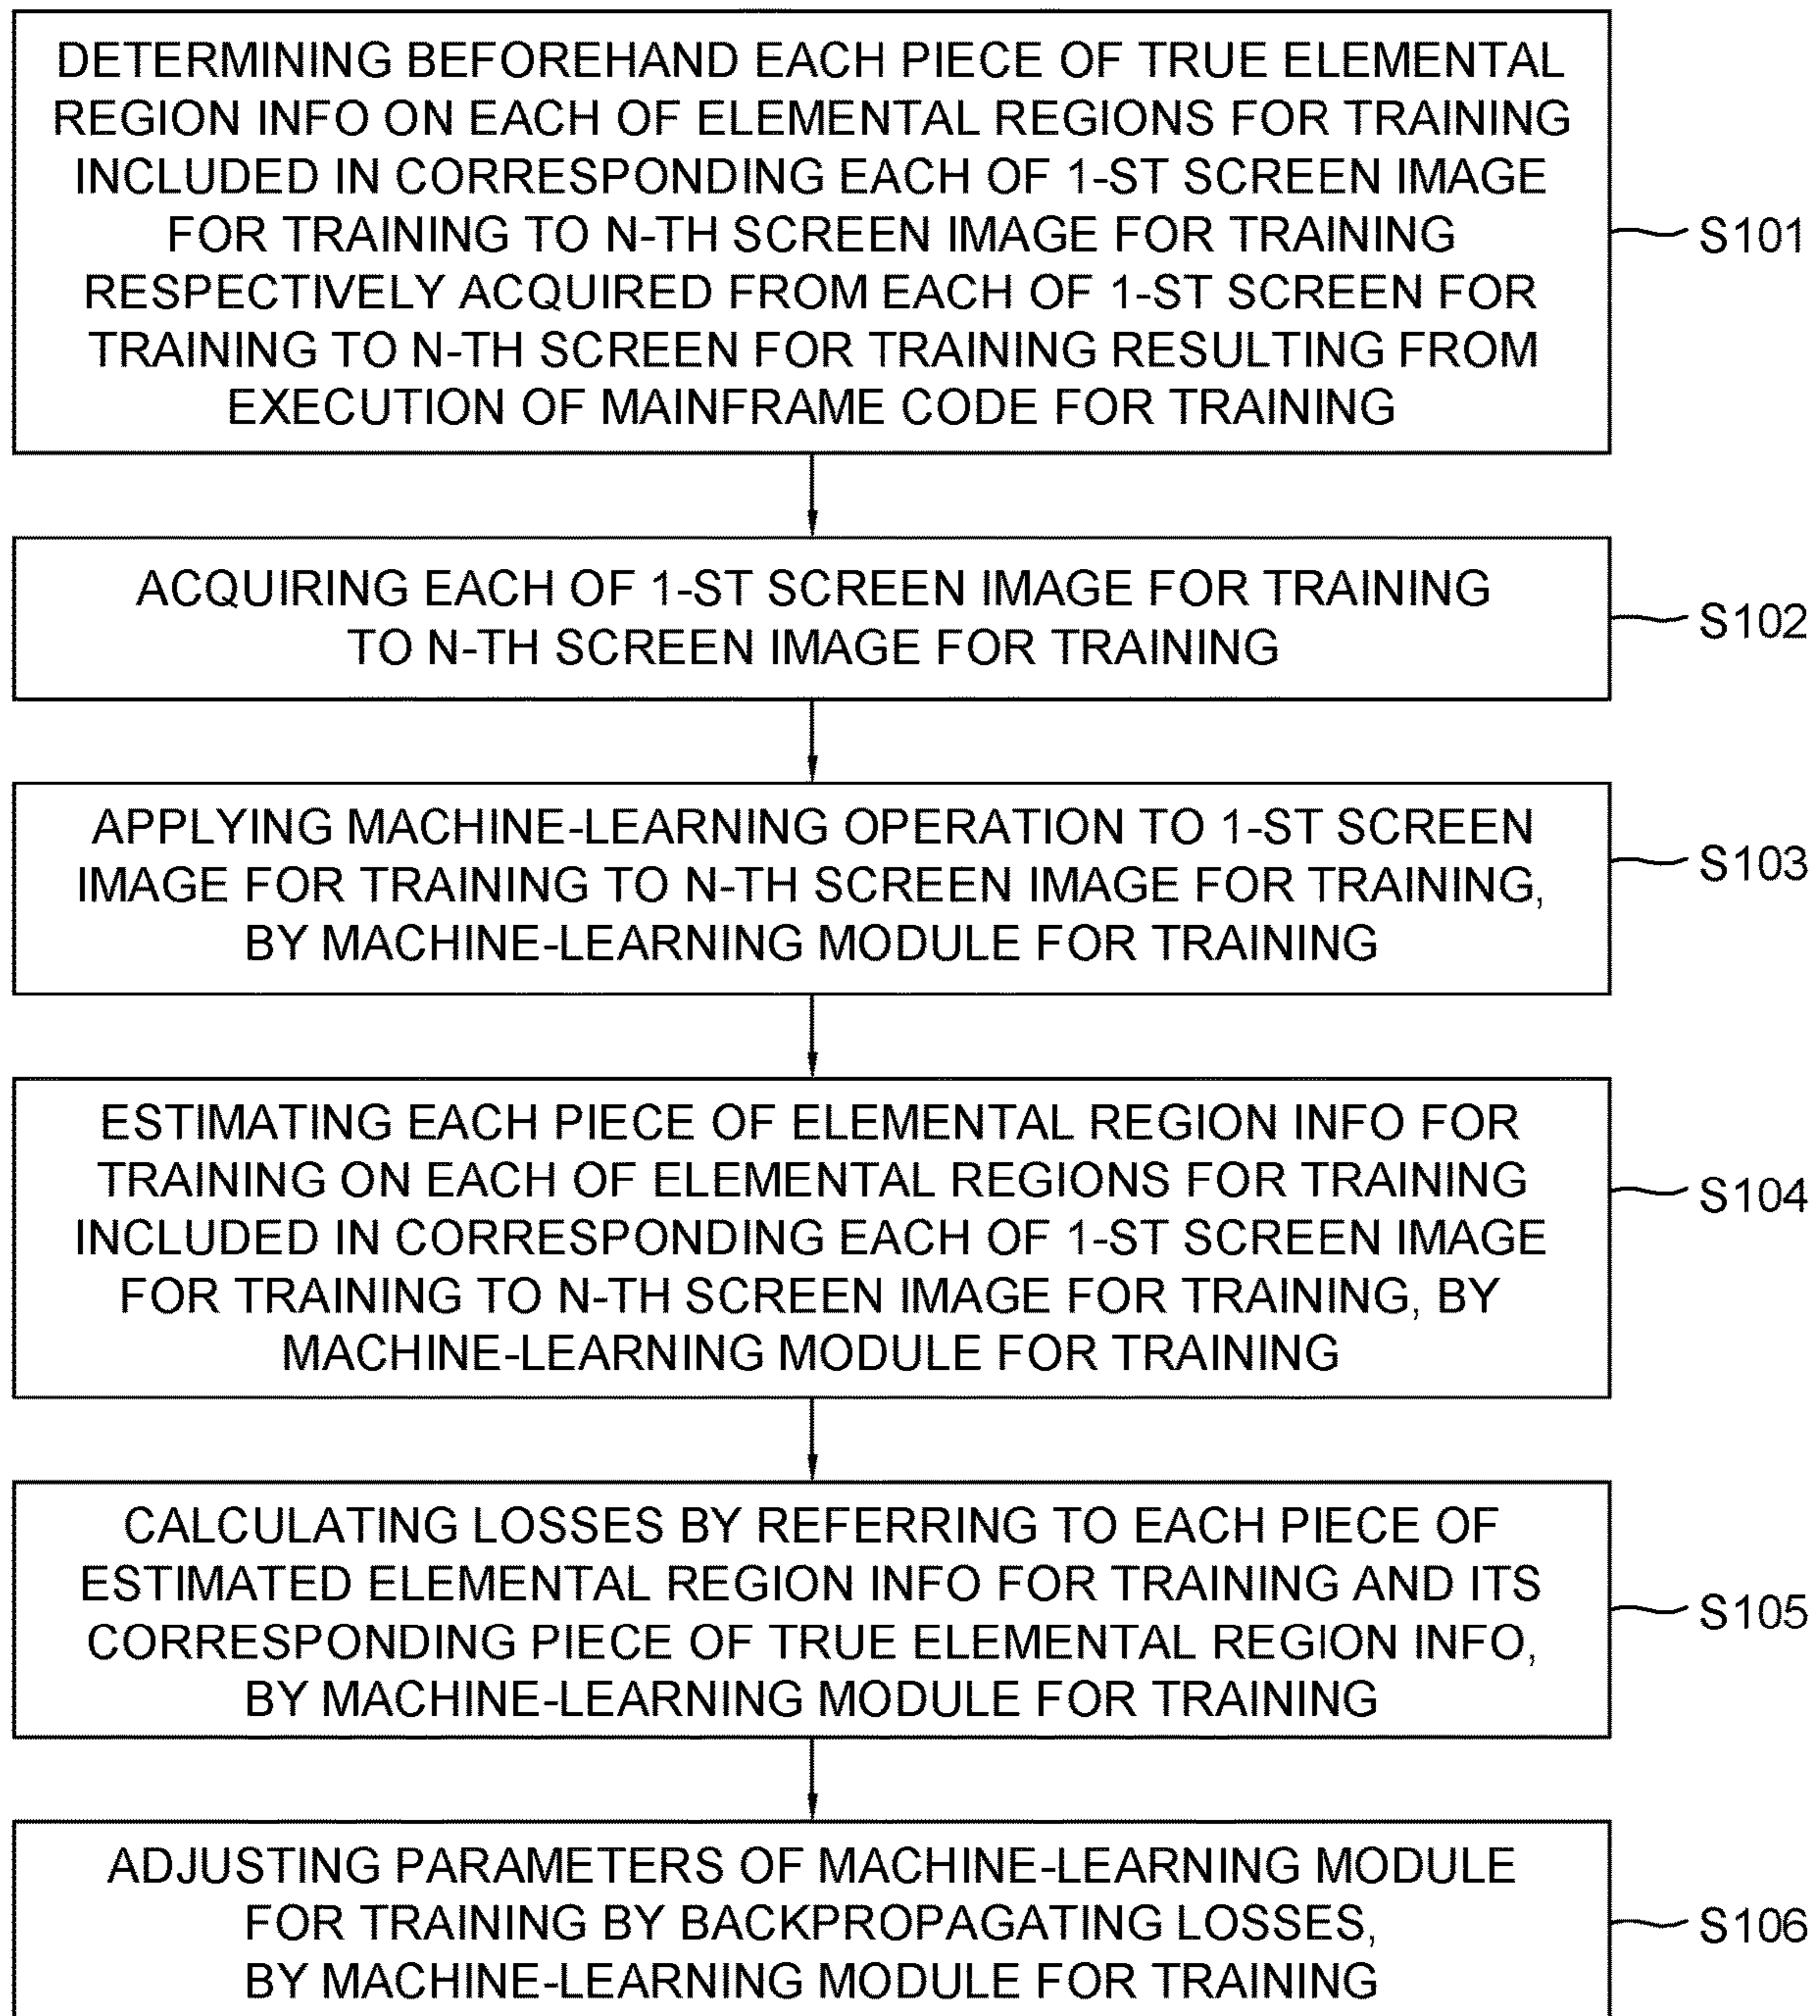 DETERMINING BEFOREHAND EACH PIECE OF TRUE ELEMENTAL
REGION INFO ON EACH OF ELEMENTAL REGIONS FOR TRAINING
INCLUDED IN CORRESPONDING EACH OF 1-ST SCREEN IMAGE
FOR TRAINING TO N-TH SCREEN IMAGE FOR TRAINING
RESPECTIVELY ACQUIRED FROM EACH OF 1-ST SCREEN FOR
TRAINING TO N-TH SCREEN FOR TRAINING RESULTING FROM
EXECUTION OF MAINFRAME CODE FOR TRAINING
S101
ACQUIRING EACH OF 1-ST SCREEN IMAGE FOR TRAINING
TO N-TH SCREEN IMAGE FOR TRAINING
S102
APPLYING MACHINE-LEARNING OPERATION TO 1-ST SCREEN
IMAGE FOR TRAINING TO N-TH SCREEN IMAGE FOR TRAINING,
BY MACHINE-LEARNING MODULE FOR TRAINING
S103
ESTIMATING EACH PIECE OF ELEMENTAL REGION INFO FOR
TRAINING ON EACH OF ELEMENTAL REGIONS FOR TRAINING
INCLUDED IN CORRESPONDING EACH OF 1-ST SCREEN IMAGE
FOR TRAINING TO N-TH SCREEN IMAGE FOR TRAINING, BY
MACHINE-LEARNING MODULE FOR TRAINING
S104
CALCULATING LOSSES BY REFERRING TO EACH PIECE OF
ESTIMATED ELEMENTAL REGION INFO FOR TRAINING AND ITS
CORRESPONDING PIECE OF TRUE ELEMENTAL REGION INFO,
BY MACHINE-LEARNING MODULE FOR TRAINING
S105
ADJUSTING PARAMETERS OF MACHINE-LEARNING MODULE
FOR TRAINING BY BACKPROPAGATING LOSSES,
BY MACHINE-LEARNING MODULE FOR TRAINING
S106